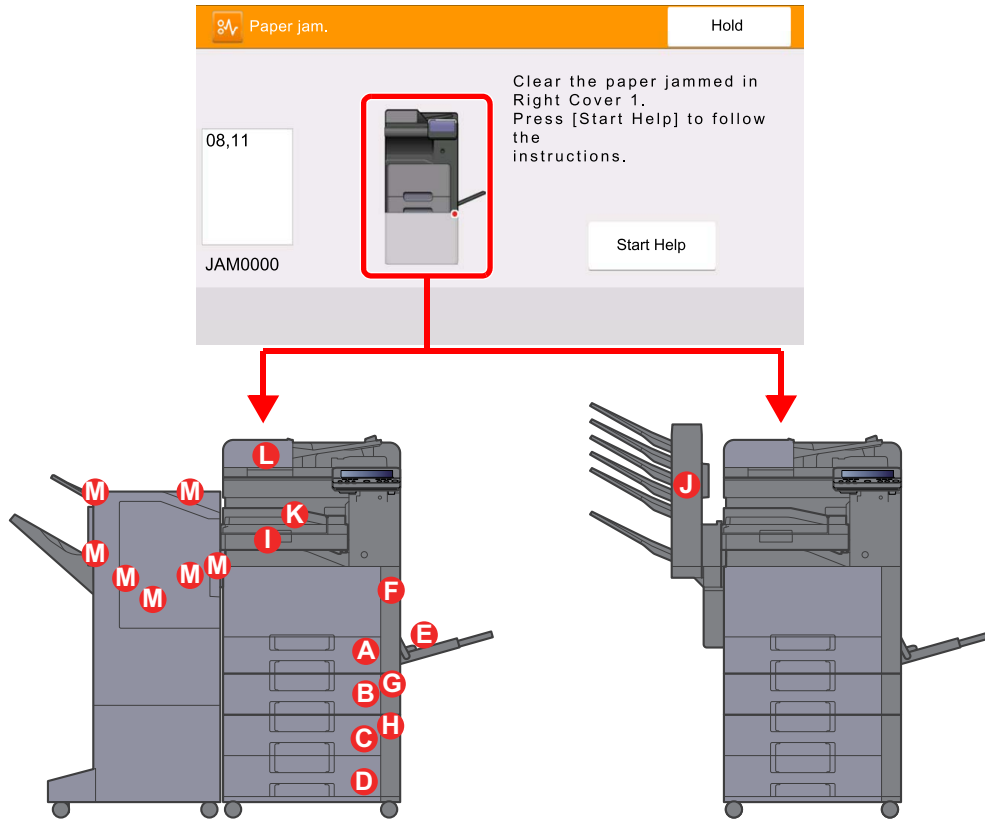 Paper jam.
Hold
Clear the paper jammed in
Right Cover 1.
Press [Start Help] to follow
the
instructions.
08,11
Start Help
JAM0000
L
M
M
J
K
I
M
M
M
M
M
F
E
A
G
B
H
C
D